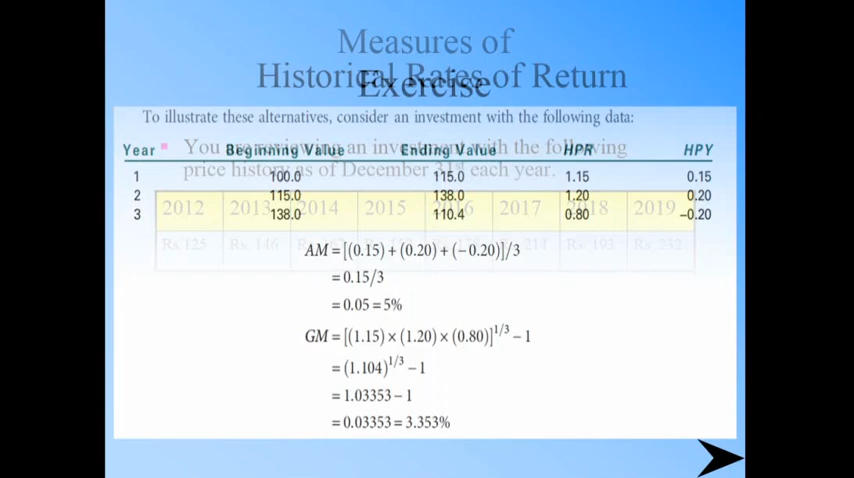 Measures of
Historical Rates of Return
Exercise
To illustrate these alternatives, consider an investment with the following data:
Year Beginning Value Ending Value HPR HPY
You are reviewing an investment with the following
price history as of December 31st each year.
1 100.0 115.0 1.15 0.15
2 115.0 138.0 1.20 0.20
3 138.0 110.4 0.80 –0.20
2012 2013 2014 2015 2016 2017 2018 2019
Rs 125 Rs. 146 Rs. 193 Rs. 232
AM = [(0.15) + (0.20) + (−0.20)]/3
= 0.15/3
= 0.05 = 5%
GM = [(1.15) × (1.20) × (0.80)]^1/3 − 1
= (1.104)^1/3 − 1
= 1.03353 − 1
= 0.03353 = 3.353%